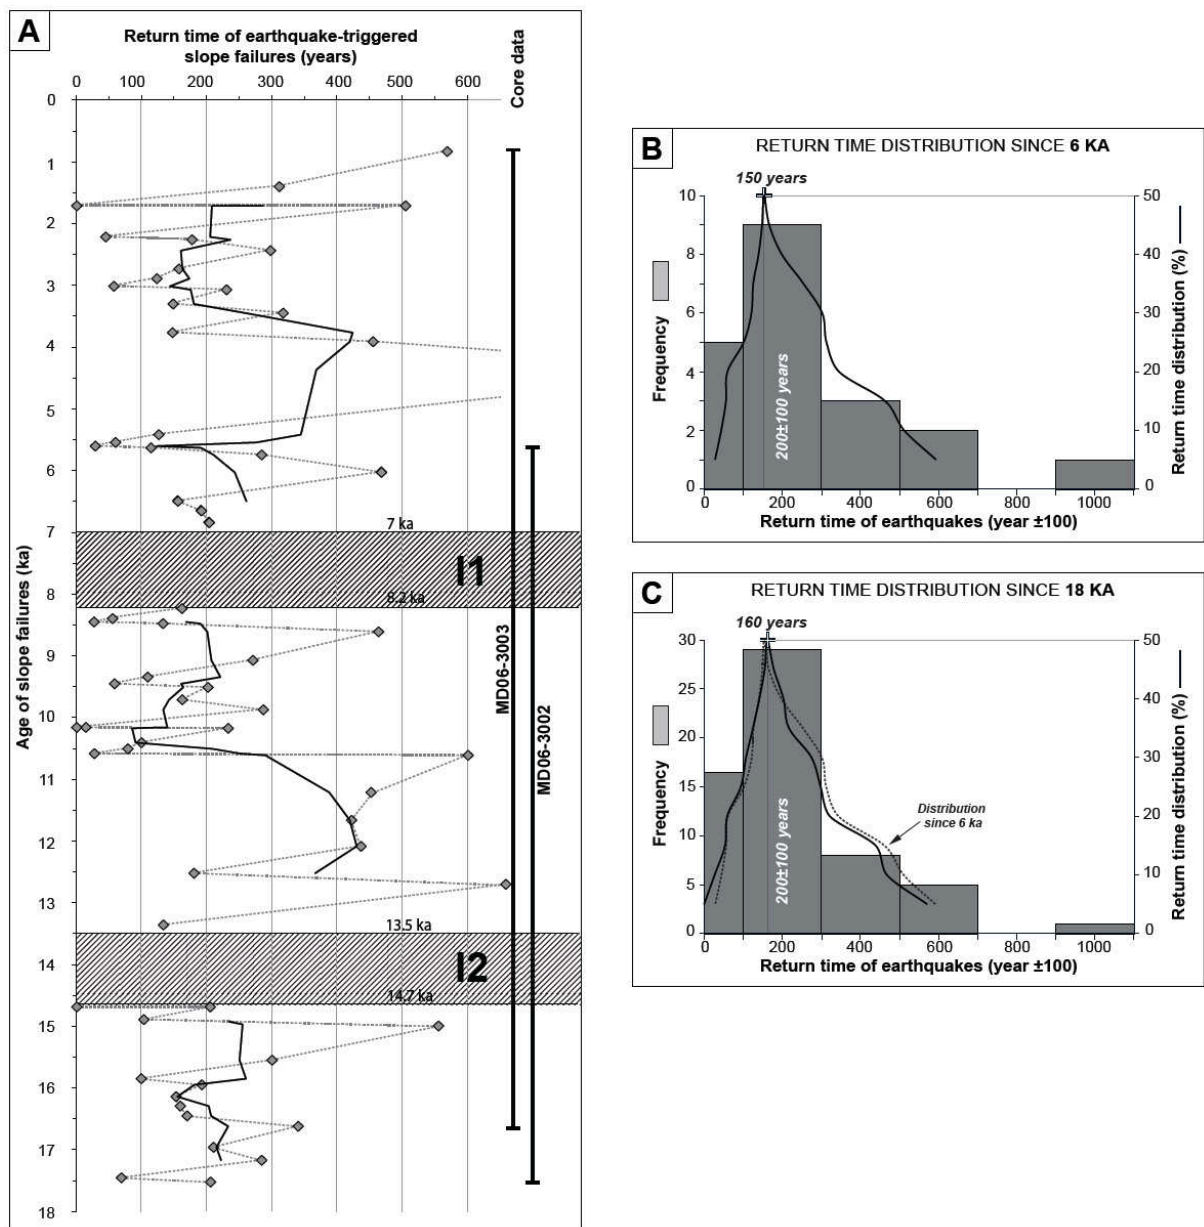 A
Return time of earthquake-triggered
slope failures (years)
0 100 200 300 400 500 600
Core data
Age of slope failures (ka)
0
1
2
3
4
5
6
7
8
9
10
11
12
13
14
15
16
17
18
7 ka
I1
8.2 ka
MD06-3003
MD06-3002
13.5 ka
I2
14.7 ka
B
RETURN TIME DISTRIBUTION SINCE 6 KA
150 years
10
8
6
4
2
0
Frequency
200±100 years
50
40
30
20
10
0
Return time distribution (%)
0 200 400 600 800 1000
Return time of earthquakes (year ±100)
C
RETURN TIME DISTRIBUTION SINCE 18 KA
160 years
30
25
20
15
10
5
0
Frequency
200±100 years
Distribution
since 6 ka
50
40
30
20
10
0
Return time distribution (%)
0 200 400 600 800 1000
Return time of earthquakes (year ±100)